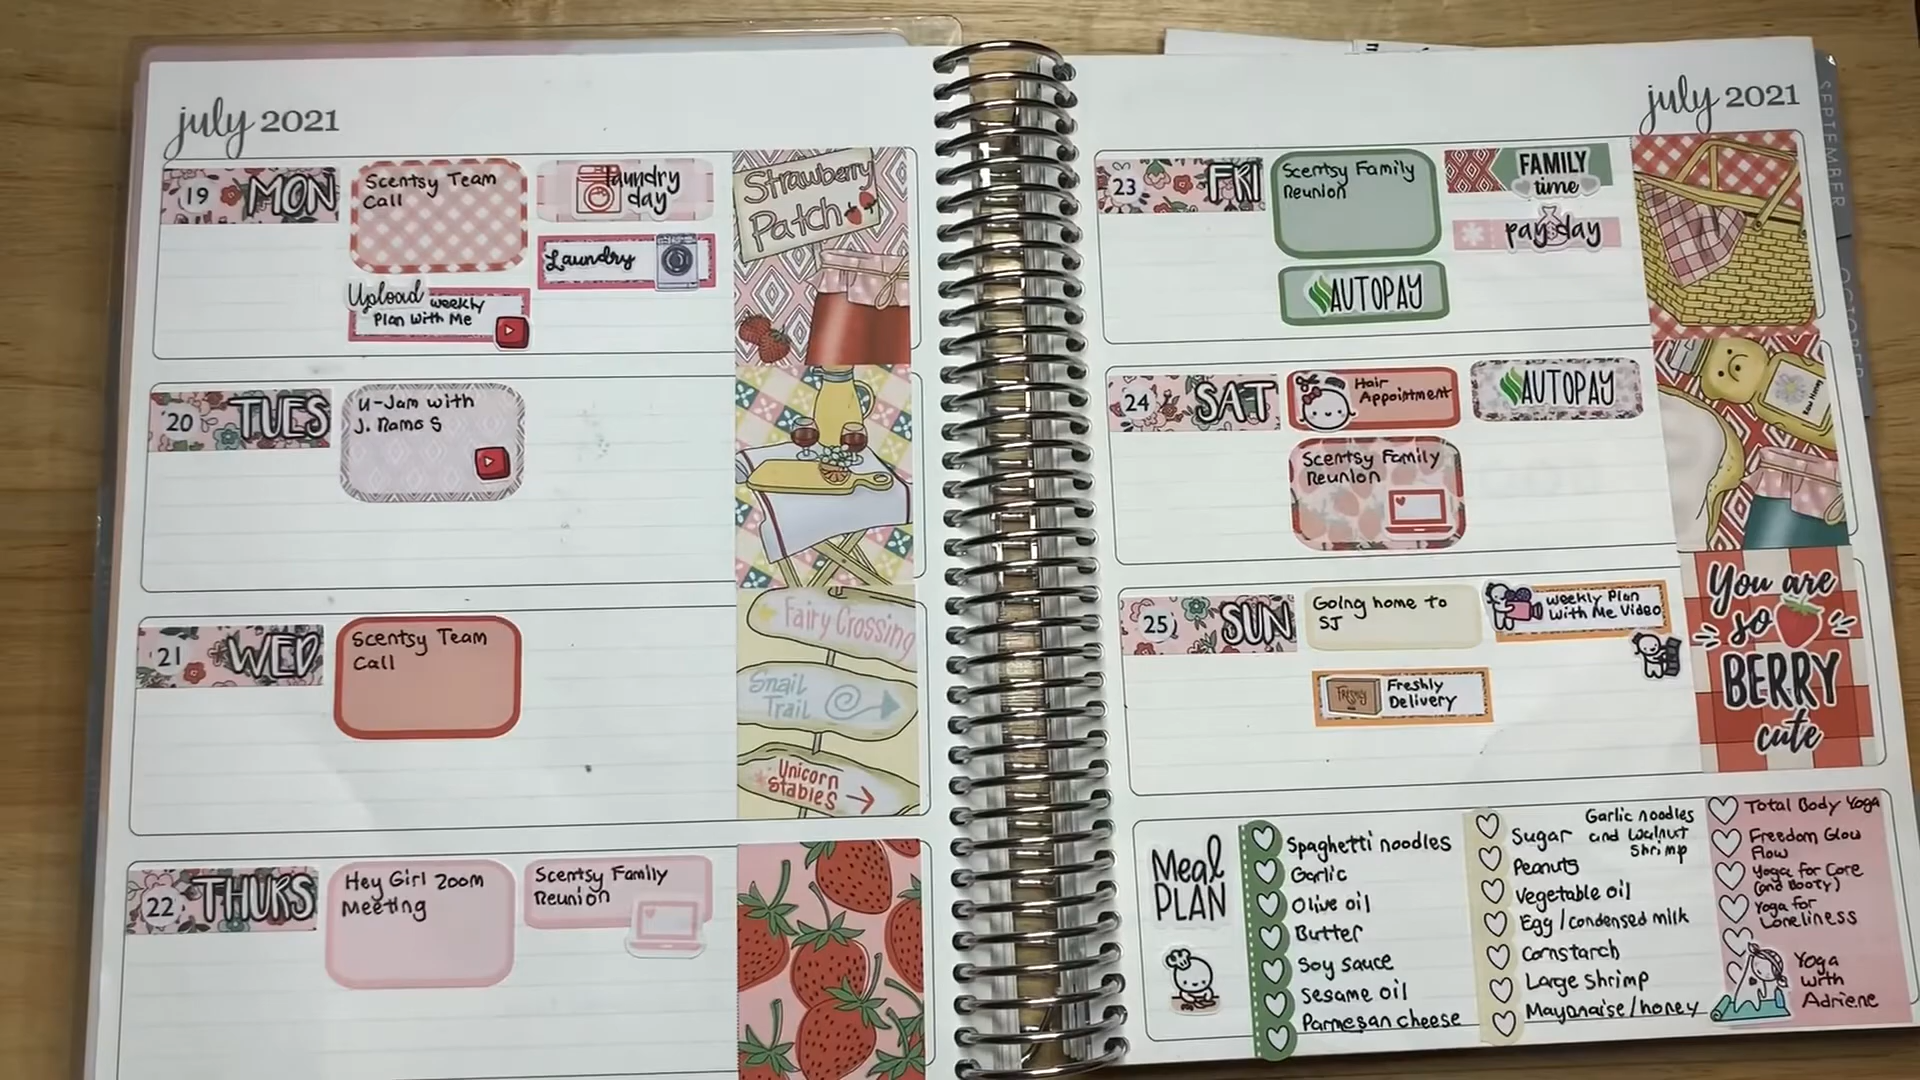 july 2021
19 MON
Scentsy Team
Call
laundry
day
Laundry
Upload weekly
Plan With Me
Strawberry
Patch
20 TUES
U-Jam with
J. Ramos
21 WED
Scentsy Team
Call
Fairy Crossing
Snail
Trail
Unicorn
Stables
22 THURS
Hey Girl Zoom
Meeting
Scentsy Family
Reunion
july 2021
23 FRI
Scentsy Family
Reunion
FAMILY
time
pay day
AUTOPAY
24 SAT
Hair
Appointment
AUTOPAY
Scentsy Family
Reunion
Raw Honey
25 SUN
Going home to
SJ
Weekly Plan
With Me Video
Freshly
Freshly
Delivery
You are
so
BERRY
cute
Meal
PLAN
Spaghetti noodles
Garlic
Olive oil
Butter
Soy sauce
Sesame oil
Parmesan cheese
Garlic noodles
and walnut
shrimp
Sugar
Peanuts
Vegetable oil
Egg / condensed milk
Cornstarch
Large shrimp
Mayonaise/honey
Total Body Yoga
Freedom Glow
Flow
Yoga for Core
(and Booty)
Yoga for
Loneliness
Yoga
with
Adriene
SEPTEMBER
OCTOBER